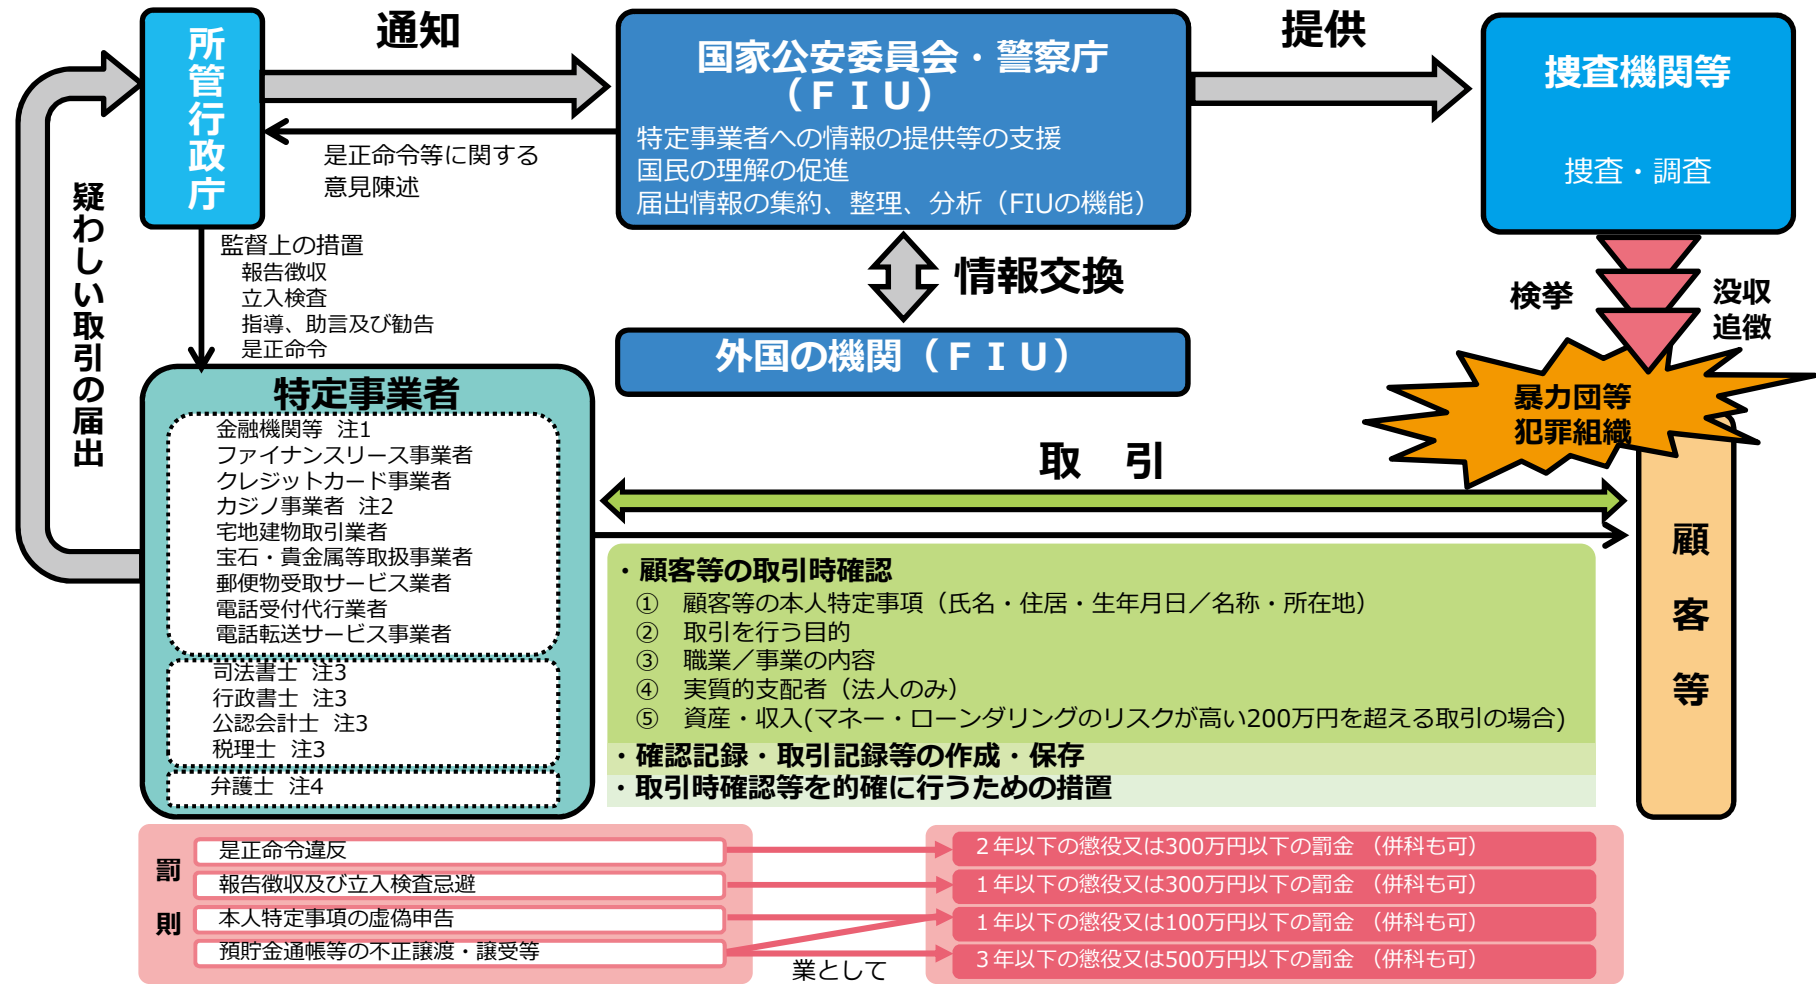 所管行政庁
通知
国家公安委員会・警察庁
（ＦＩＵ）
特定事業者への情報の提供等の支援
国民の理解の促進
届出情報の集約、整理、分析（FIUの機能）
提供
捜査機関等
捜査・調査
是正命令等に関する
意見陳述
疑わしい取引の届出
監督上の措置
報告徴収
立入検査
指導、助言及び勧告
是正命令
情報交換
外国の機関（ＦＩＵ）
検挙
没収
追徴
暴力団等
犯罪組織
特定事業者
金融機関等 注1
ファイナンスリース事業者
クレジットカード事業者
カジノ事業者 注2
宅地建物取引業者
宝石・貴金属等取扱事業者
郵便物受取サービス業者
電話受付代行業者
電話転送サービス事業者
司法書士 注3
行政書士 注3
公認会計士 注3
税理士 注3
弁護士 注4
取 引
顧客等
・顧客等の取引時確認
① 顧客等の本人特定事項（氏名・住居・生年月日／名称・所在地）
② 取引を行う目的
③ 職業／事業の内容
④ 実質的支配者（法人のみ）
⑤ 資産・収入(マネー・ローンダリングのリスクが高い200万円を超える取引の場合)
・確認記録・取引記録等の作成・保存
・取引時確認等を的確に行うための措置
罰則
是正命令違反
２年以下の懲役又は300万円以下の罰金 （併科も可）
報告徴収及び立入検査忌避
１年以下の懲役又は300万円以下の罰金 （併科も可）
本人特定事項の虚偽申告
１年以下の懲役又は100万円以下の罰金 （併科も可）
預貯金通帳等の不正譲渡・譲受等
３年以下の懲役又は500万円以下の罰金 （併科も可）
業として